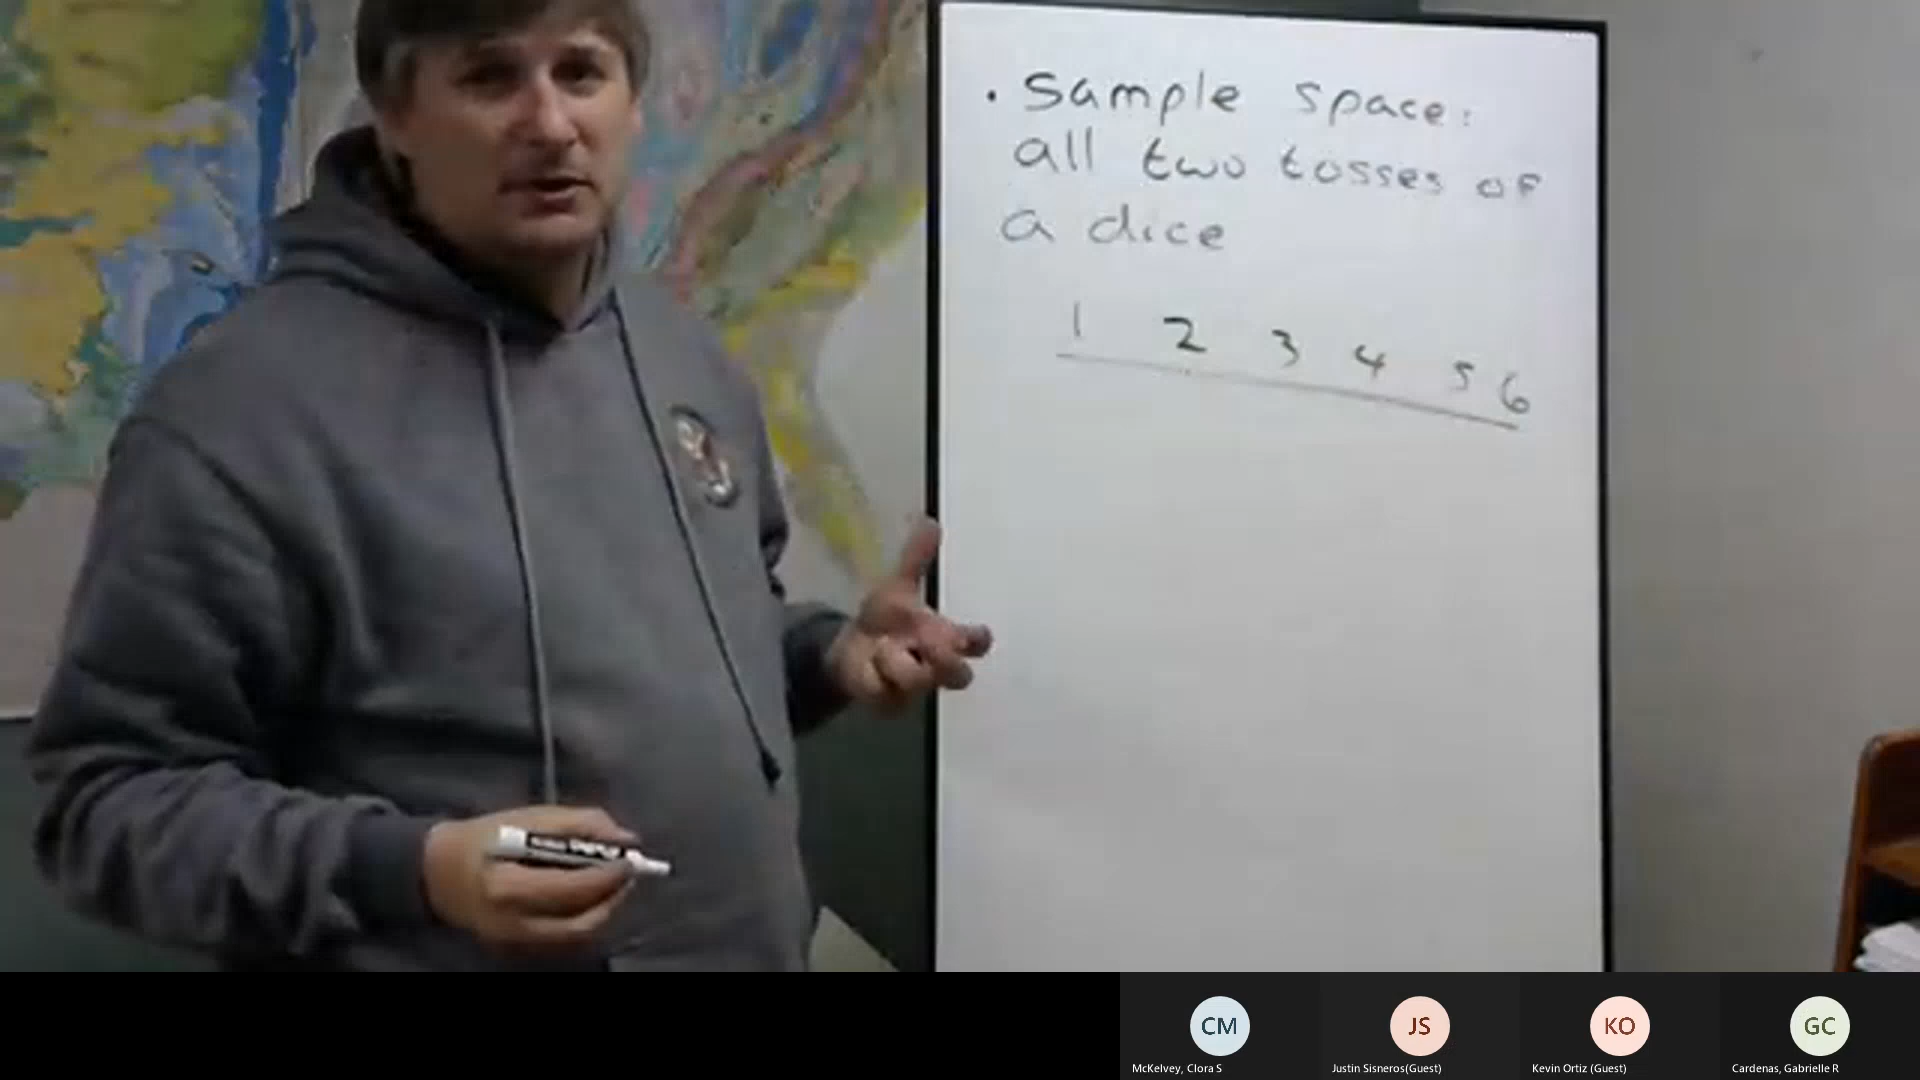 • Sample space:
all two tosses of
a dice
1 2 3 4 5 6
CM
JS
KO
GC
McKelvey, Clora S
Justin Sisneros(Guest)
Kevin Ortiz (Guest)
Cardenas, Gabrielle R